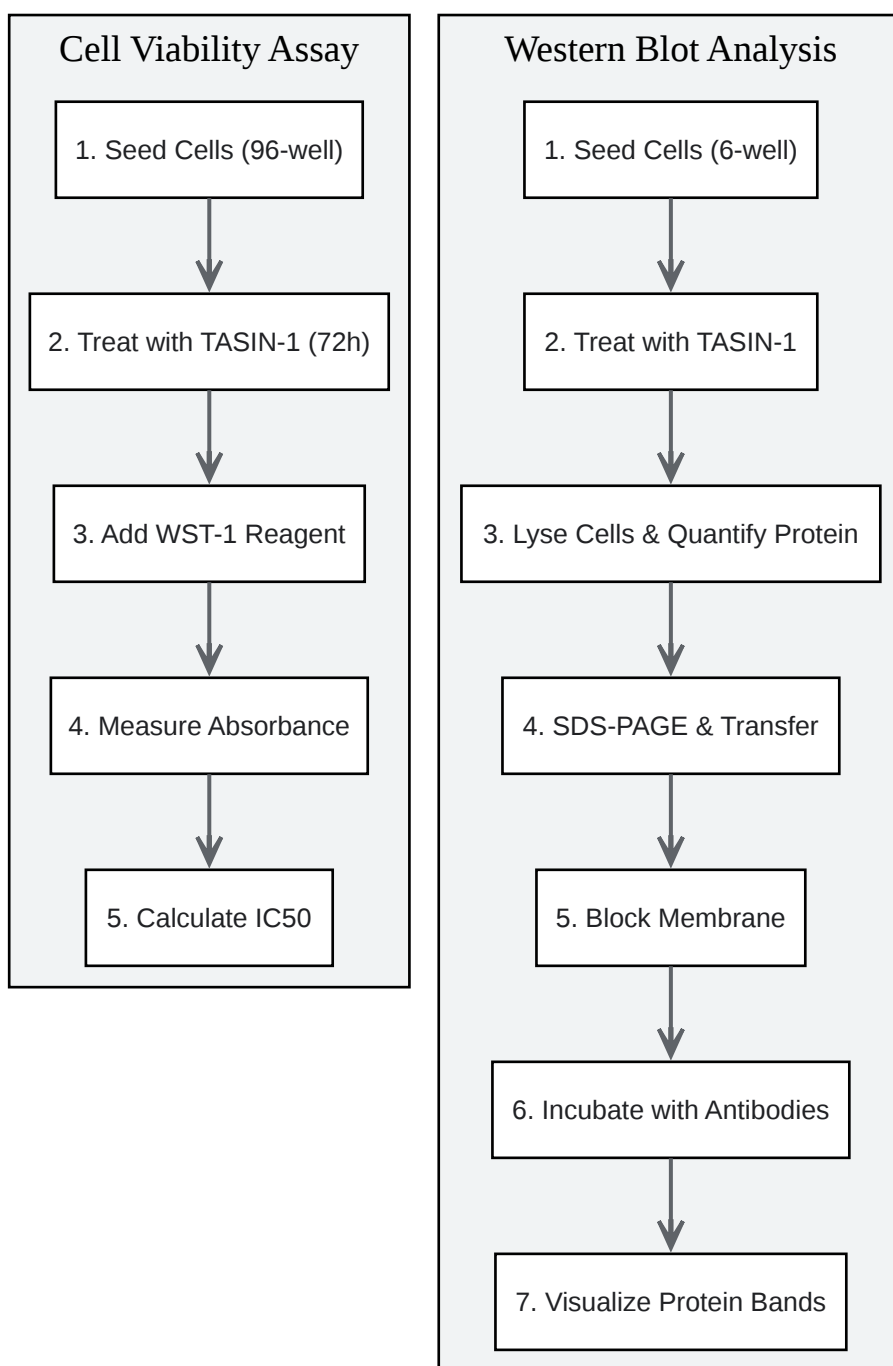 Cell Viability Assay
1. Seed Cells (96-well)
2. Treat with TASIN-1 (72h)
3. Add WST-1 Reagent
4. Measure Absorbance
5. Calculate IC50
Western Blot Analysis
1. Seed Cells (6-well)
2. Treat with TASIN-1
3. Lyse Cells & Quantify Protein
4. SDS-PAGE & Transfer
5. Block Membrane
6. Incubate with Antibodies
7. Visualize Protein Bands